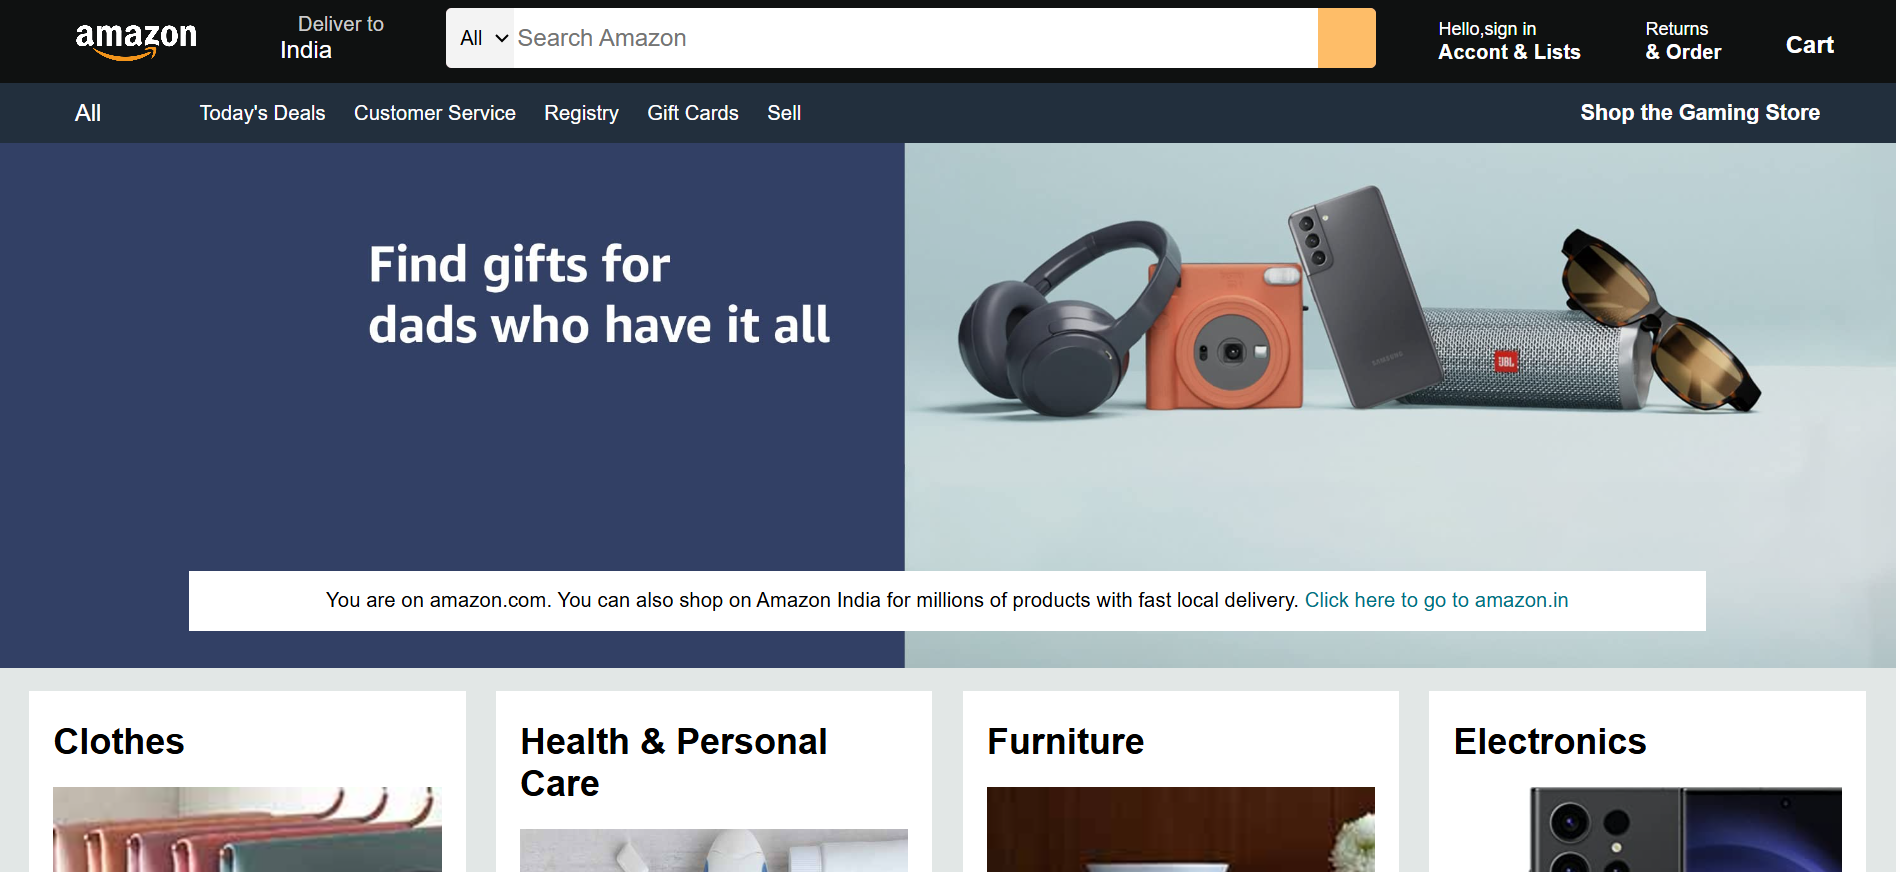 amazon
Deliver to
India
All
Search Amazon
Hello,sign in
Accont & Lists
Returns
& Order
Cart
All
Today's Deals
Customer Service
Registry
Gift Cards
Sell
Shop the Gaming Store
Find gifts for
dads who have it all
SAMSUNG
JBL
You are on amazon.com. You can also shop on Amazon India for millions of products with fast local delivery. Click here to go to amazon.in
Clothes
Health & Personal
Care
Furniture
Electronics